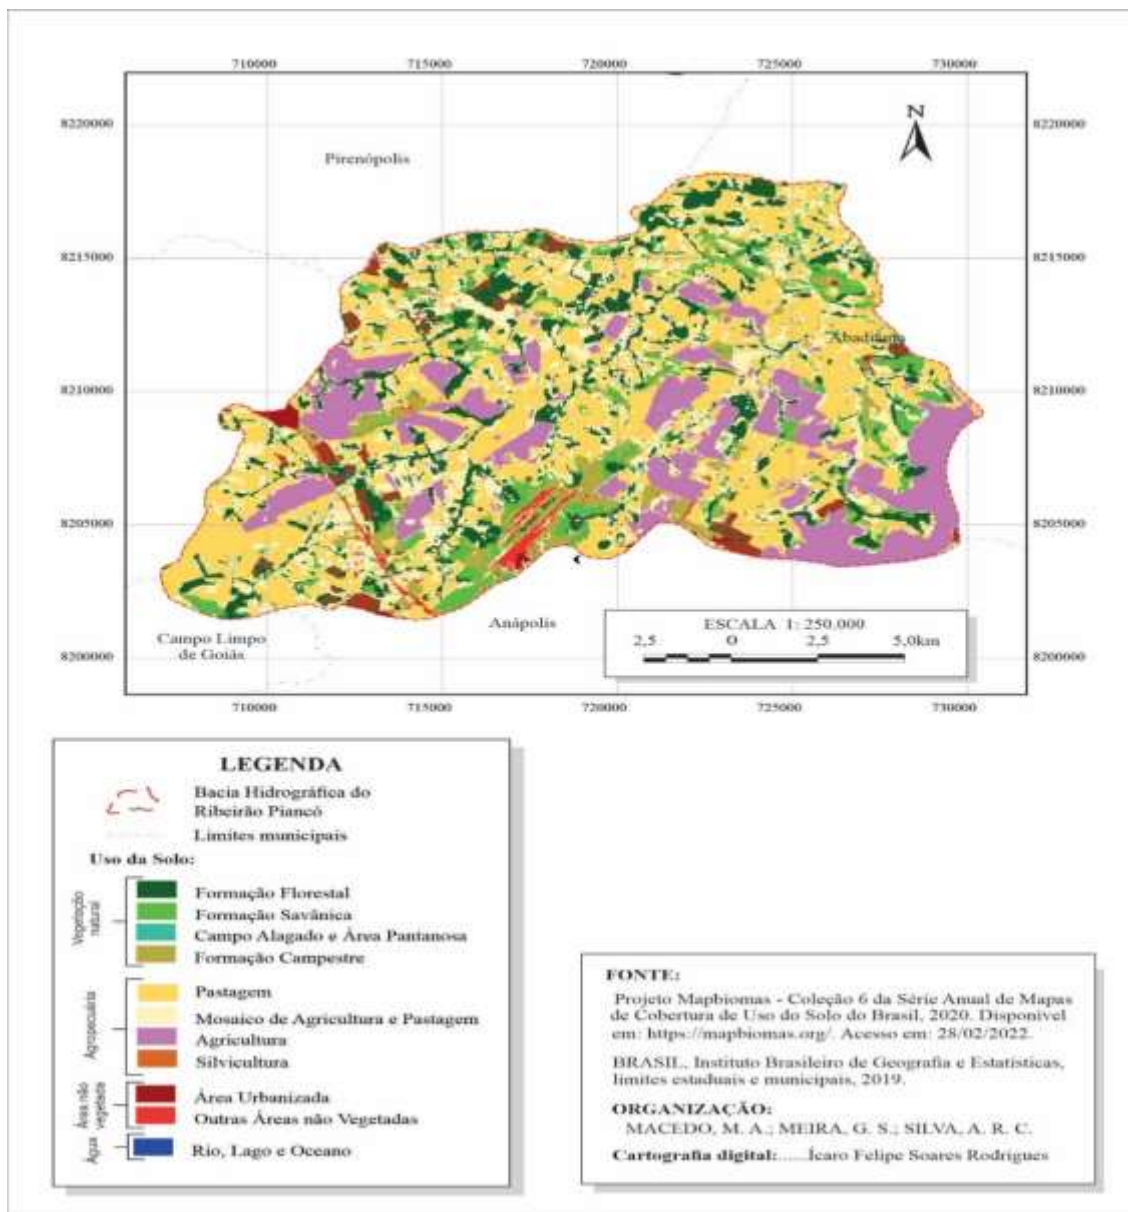 710000 715000 720000 725000 730000
8220000 8220000
N
Pirenópolis
8215000 8215000
Abadiânia
8210000 8210000
8205000 8205000
Anápolis
Campo Limpo
de Goiás
ESCALA 1: 250.000
2,5 0 2,5 5,0km
8200000 8200000
710000 715000 720000 725000 730000
LEGENDA
Bacia Hidrográfica do
Ribeirão Piancó
Limites municipais
Uso da Solo:
Vegetação
natural
Formação Florestal
Formação Savânica
Campo Alagado e Área Pantanosa
Formação Campestre
Agropecuária
Pastagem
Mosaico de Agricultura e Pastagem
Agricultura
Silvicultura
Área não
vegetada
Área Urbanizada
Outras Áreas não Vegetadas
Água
Rio, Lago e Oceano
FONTE:
Projeto Mapbiomas - Coleção 6 da Série Anual de Mapas
de Cobertura de Uso do Solo do Brasil, 2020. Disponivel
em: https://mapbiomas.org/. Acesso em: 28/02/2022.
BRASIL, Instituto Brasileiro de Geografia e Estatísticas,
limites estaduais e municipais, 2019.
ORGANIZAÇÃO:
MACEDO, M. A.; MEIRA, G. S.; SILVA, A. R. C.
Cartografia digital:.....Ícaro Felipe Soares Rodrigues